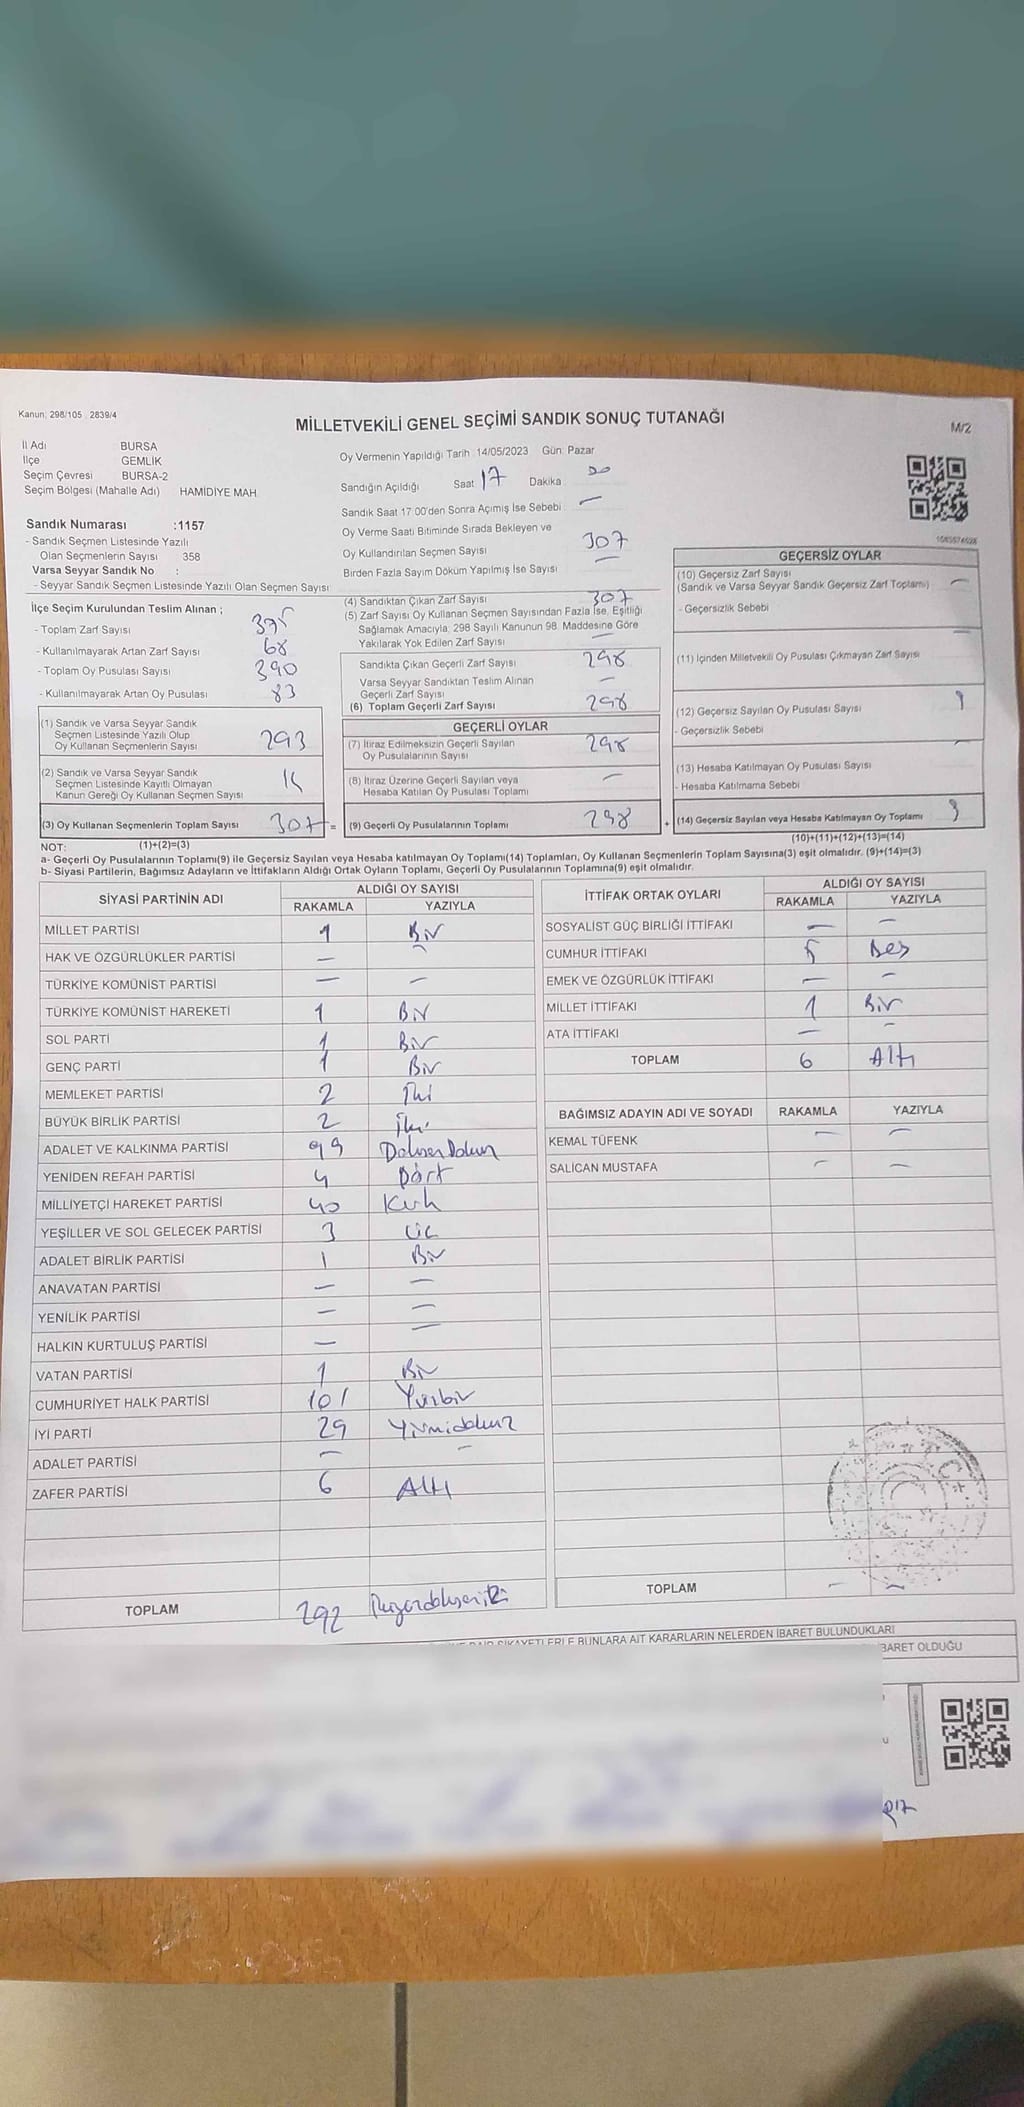 Kanun: 298/105 2839/4
MİLLETVEKİLİ GENEL SEÇİMİ SANDIK SONUÇ TUTANAĞI
M/2
İl Adı BURSA
İlçe GEMLİK
Seçim Çevresi BURSA-2
Seçim Bölgesi (Mahalle Adı) HAMİDİYE MAH.
Sandık Numarası :1157
- Sandık Seçmen Listesinde Yazılı
Olan Seçmenlerin Sayısı 358
Varsa Seyyar Sandık No :
- Seyyar Sandık Seçmen Listesinde Yazılı Olan Seçmen Sayısı
Oy Vermenin Yapıldığı Tarih 14/05/2023 Gün: Pazar
Sandığın Açıldığı Saat 17 Dakika
Sandık Saat 17:00'den Sonra Açımış İse Sebebi —
Oy Verme Saati Bitiminde Sırada Bekleyen ve
Oy Kullandırılan Seçmen Sayısı 307
Birden Fazla Sayım Döküm Yapılmış İse Sayısı —
İlçe Seçim Kurulundan Teslim Alınan ;
- Toplam Zarf Sayısı 375
- Kullanılmayarak Artan Zarf Sayısı 68
- Toplam Oy Pusulası Sayısı 390
- Kullanılmayarak Artan Oy Pusulası 83
(1) Sandık ve Varsa Seyyar Sandık
Seçmen Listesinde Yazılı Olup
Oy Kullanan Seçmenlerin Sayısı 293
(2) Sandık ve Varsa Seyyar Sandık
Seçmen Listesinde Kayıtlı Olmayan
Kanun Gereği Oy Kullanan Seçmen Sayısı 14
(3) Oy Kullanan Seçmenlerin Toplam Sayısı 307 =
(4) Sandıktan Çıkan Zarf Sayısı 307
(5) Zarf Sayısı Oy Kullanan Seçmen Sayısından Fazla İse, Eşitliği
Sağlamak Amacıyla, 298 Sayılı Kanunun 98. Maddesine Göre
Yakılarak Yok Edilen Zarf Sayısı —
Sandıkta Çıkan Geçerli Zarf Sayısı 298
Varsa Seyyar Sandıktan Teslim Alınan
Geçerli Zarf Sayısı —
(6) Toplam Geçerli Zarf Sayısı 298
GEÇERLİ OYLAR
(7) İtiraz Edilmeksizin Geçerli Sayılan
Oy Pusulalarının Sayısı 298
(8) İtiraz Üzerine Geçerli Sayılan veya
Hesaba Katılan Oy Pusulası Toplamı —
(9) Geçerli Oy Pusulalarının Toplamı 298 +
GEÇERSİZ OYLAR
(10) Geçersiz Zarf Sayısı
(Sandık ve Varsa Seyyar Sandık Geçersiz Zarf Toplamı) —
- Geçersizlik Sebebi
(11) İçinden Milletvekili Oy Pusulası Çıkmayan Zarf Sayısı —
(12) Geçersiz Sayılan Oy Pusulası Sayısı 9
- Geçersizlik Sebebi
(13) Hesaba Katılmayan Oy Pusulası Sayısı —
- Hesaba Katılmama Sebebi
(14) Geçersiz Sayılan veya Hesaba Katılmayan Oy Toplamı 9
NOT: (1)+(2)=(3) (10)+(11)+(12)+(13)=(14)
a- Geçerli Oy Pusulalarının Toplamı(9) ile Geçersiz Sayılan veya Hesaba katılmayan Oy Toplamı(14) Toplamları, Oy Kullanan Seçmenlerin Toplam Sayısına(3) eşit olmalıdır. (9)+(14)=(3)
b- Siyasi Partilerin, Bağımsız Adayların ve İttifakların Aldığı Ortak Oyların Toplamı, Geçerli Oy Pusulalarının Toplamına(9) eşit olmalıdır.
SİYASİ PARTİNİN ADI ALDIĞI OY SAYISI
RAKAMLA YAZIYLA
MİLLET PARTİSİ 1 Bir
HAK VE ÖZGÜRLÜKLER PARTİSİ — —
TÜRKİYE KOMÜNİST PARTİSİ — —
TÜRKİYE KOMÜNİST HAREKETİ 1 Bir
SOL PARTİ 1 Bir
GENÇ PARTİ 1 Bir
MEMLEKET PARTİSİ 2 İki
BÜYÜK BİRLİK PARTİSİ 2 İki
ADALET VE KALKINMA PARTİSİ 99 Doksan Dokuz
YENİDEN REFAH PARTİSİ 4 Dört
MİLLİYETÇİ HAREKET PARTİSİ 40 Kırk
YEŞİLLER VE SOL GELECEK PARTİSİ 3 Üç
ADALET BİRLİK PARTİSİ 1 Bir
ANAVATAN PARTİSİ — —
YENİLİK PARTİSİ — —
HALKIN KURTULUŞ PARTİSİ — —
VATAN PARTİSİ 1 Bir
CUMHURİYET HALK PARTİSİ 101 Yüzbir
İYİ PARTİ 29 Yirmidokuz
ADALET PARTİSİ — —
ZAFER PARTİSİ 6 Altı
TOPLAM 292 İkiyüzdoksaniki
İTTİFAK ORTAK OYLARI ALDIĞI OY SAYISI
RAKAMLA YAZIYLA
SOSYALİST GÜÇ BİRLİĞİ İTTİFAKI — —
CUMHUR İTTİFAKI 5 Beş
EMEK VE ÖZGÜRLÜK İTTİFAKI — —
MİLLET İTTİFAKI 1 Bir
ATA İTTİFAKI — —
TOPLAM 6 Altı
BAĞIMSIZ ADAYIN ADI VE SOYADI RAKAMLA YAZIYLA
KEMAL TÜFENK — —
SALİCAN MUSTAFA — —
TOPLAM — —
BUNLARA AİT KARARLARIN NELERDEN İBARET BULUNDUKLARI
BARET OLDUĞU